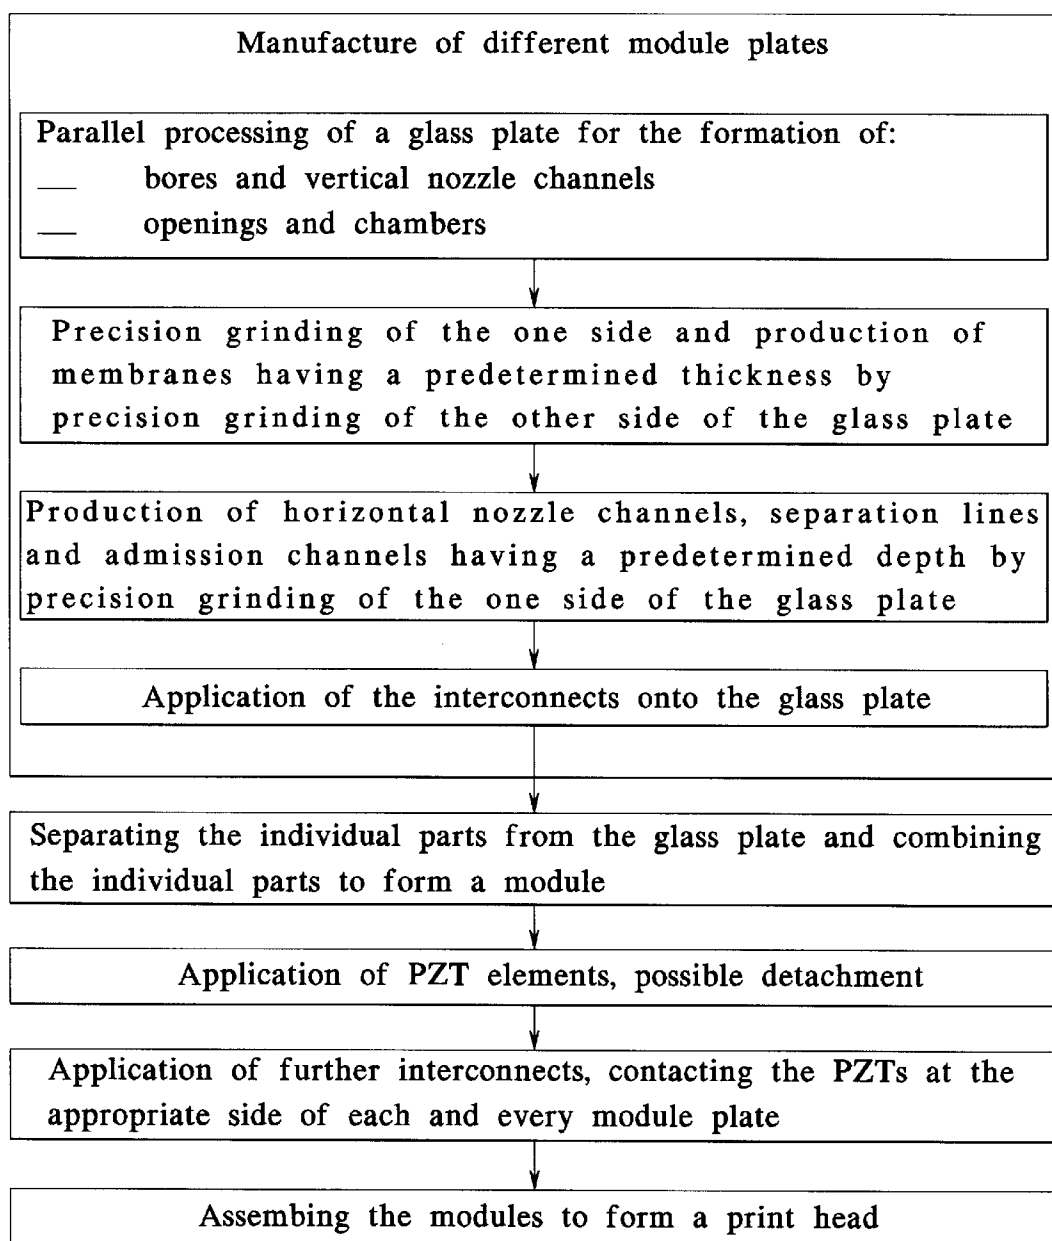 Manufacture of different module plates
Parallel processing of a glass plate for the formation of:
— bores and vertical nozzle channels
— openings and chambers
Precision grinding of the one side and production of
membranes having a predetermined thickness by
precision grinding of the other side of the glass plate
Production of horizontal nozzle channels, separation lines
and admission channels having a predetermined depth by
precision grinding of the one side of the glass plate
Application of the interconnects onto the glass plate
Separating the individual parts from the glass plate and combining
the individual parts to form a module
Application of PZT elements, possible detachment
Application of further interconnects, contacting the PZTs at the
appropriate side of each and every module plate
Assembing the modules to form a print head